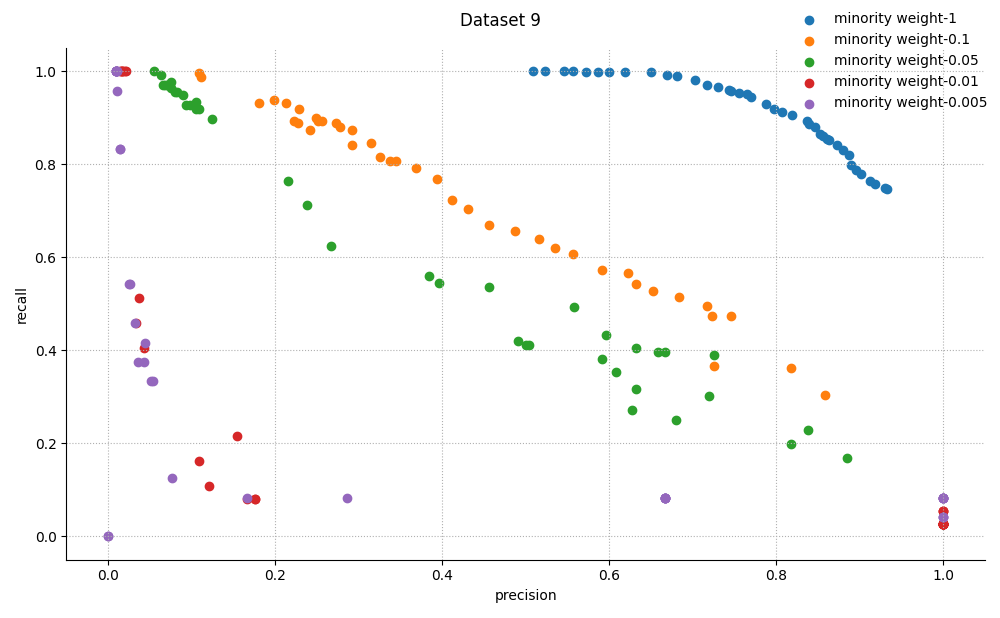 Dataset 9
minority weight-1
minority weight-0.1
minority weight-0.05
minority weight-0.01
minority weight-0.005
recall
1.0
0.8
0.6
0.4
0.2
0.0
0.0 0.2 0.4 0.6 0.8 1.0
precision